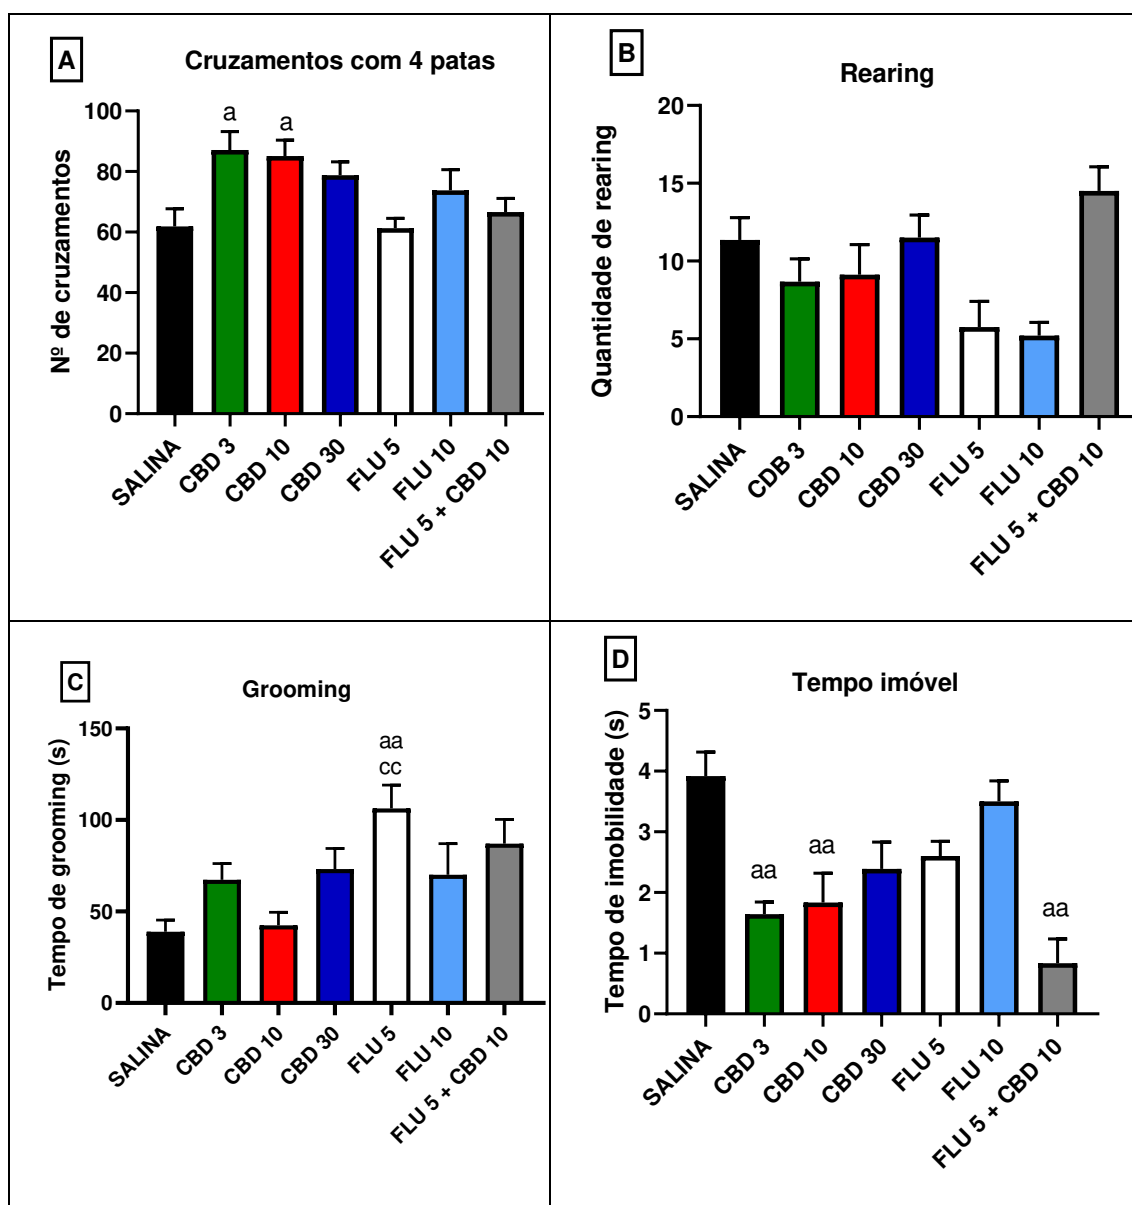 A
Cruzamentos com 4 patas
Nº de cruzamentos
100
80
60
40
20
0
a
a
SALINA
CBD 3
CBD 10
CBD 30
FLU 5
FLU 10
FLU 5 + CBD 10
B
Rearing
Quantidade de rearing
20
15
10
5
0
SALINA
CDB 3
CBD 10
CBD 30
FLU 5
FLU 10
FLU 5 + CBD 10
C
Grooming
Tempo de grooming (s)
150
100
50
0
aa
cc
SALINA
CBD 3
CBD 10
CBD 30
FLU 5
FLU 10
FLU 5 + CBD 10
D
Tempo imóvel
Tempo de imobilidade (s)
5
4
3
2
1
0
aa
aa
aa
SALINA
CBD 3
CBD 10
CBD 30
FLU 5
FLU 10
FLU 5 + CBD 10